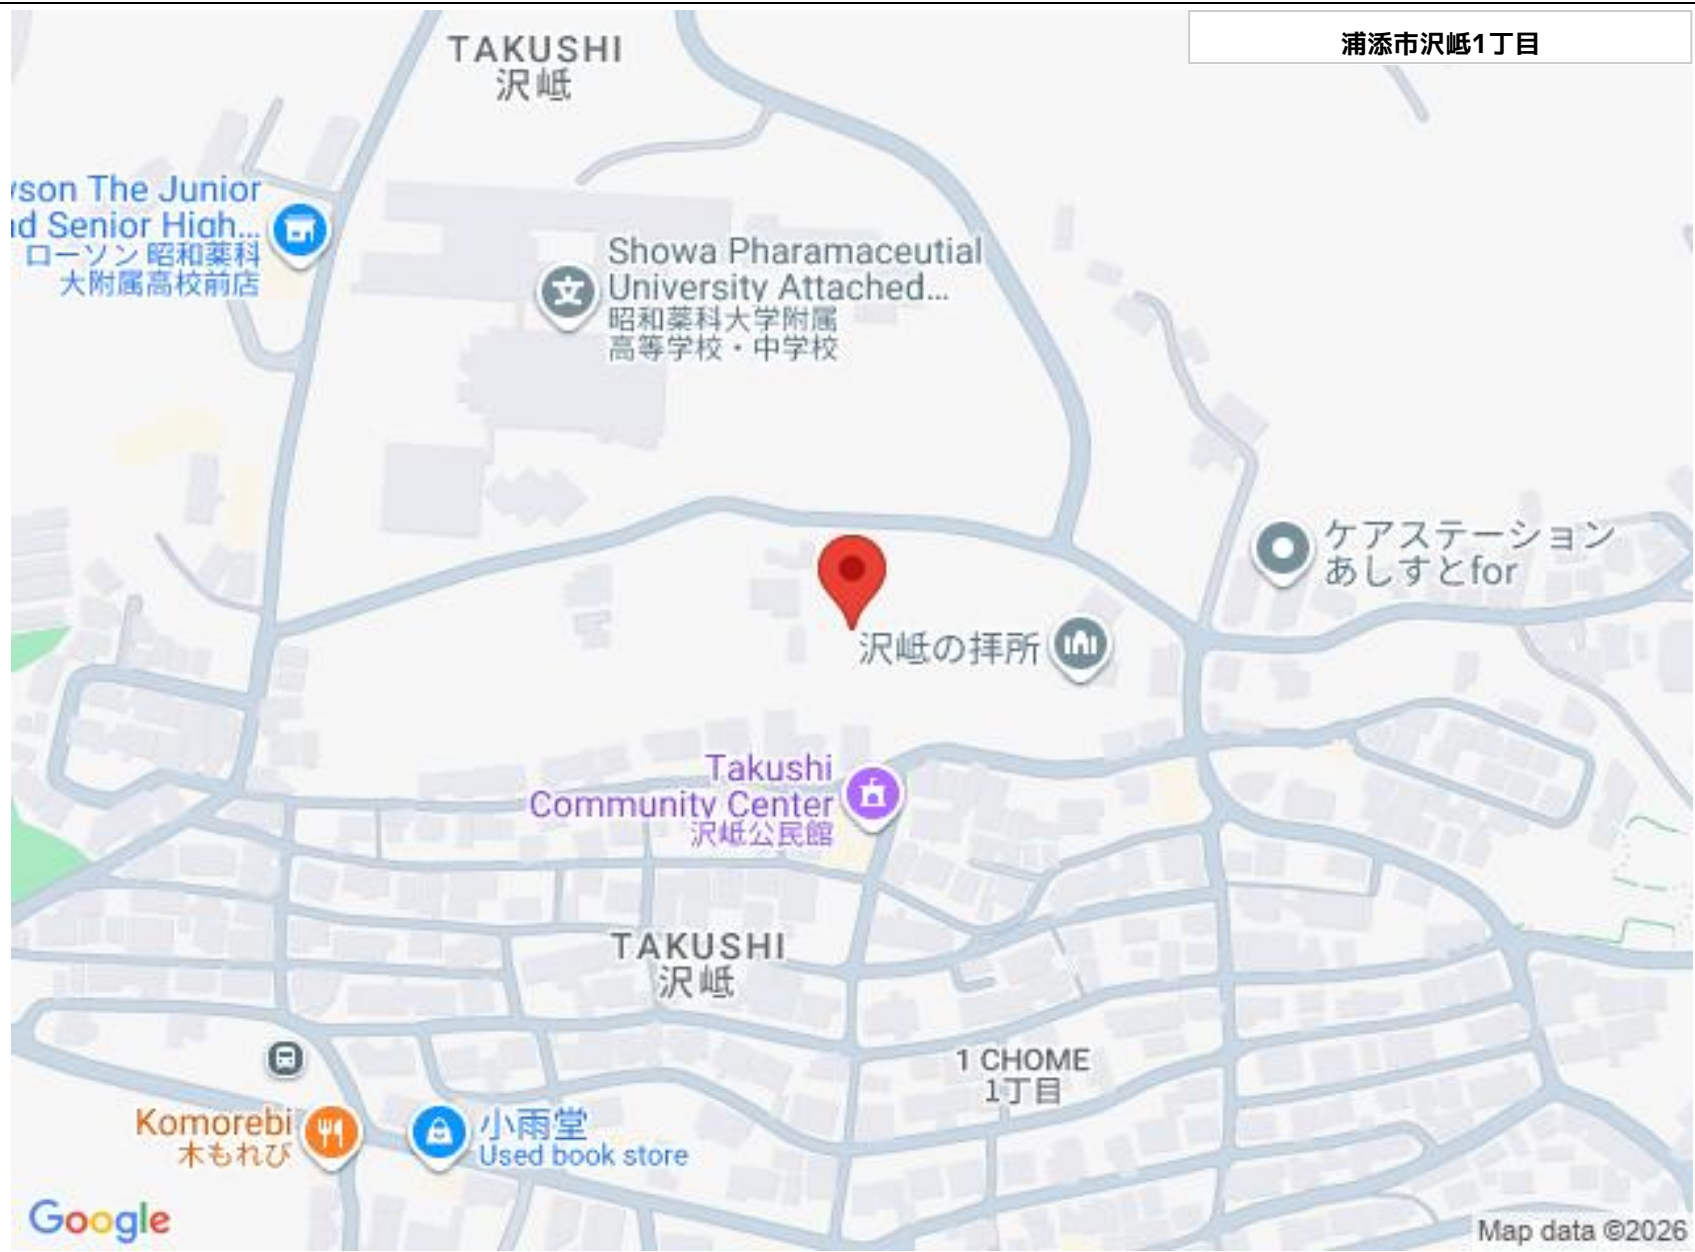 浦添市沢岻1丁目
TAKUSHI
沢岻
wson The Junior
nd Senior High...
ローソン 昭和薬科
大附属高校前店
Showa Pharamaceutial
University Attached...
昭和薬科大学附属
高等学校・中学校
ケアステーション
あしすとfor
沢岻の拝所
Takushi
Community Center
沢岻公民館
TAKUSHI
沢岻
1 CHOME
1丁目
Komorebi
木もれび
小雨堂
Used book store
Google
Map data ©2026